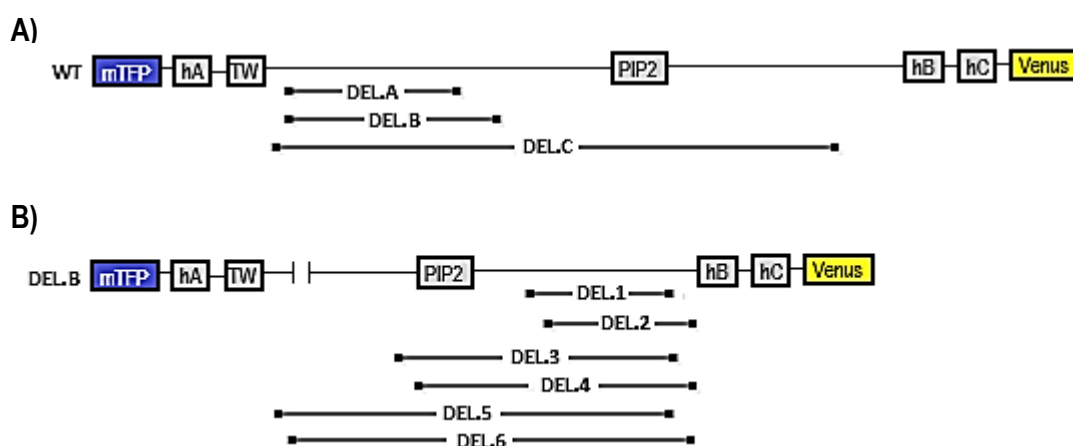 A)
WT mTFP hA TW PIP2 hB hC Venus
DEL.A
DEL.B
DEL.C
B)
DEL.B mTFP hA TW PIP2 hB hC Venus
DEL.1
DEL.2
DEL.3
DEL.4
DEL.5
DEL.6